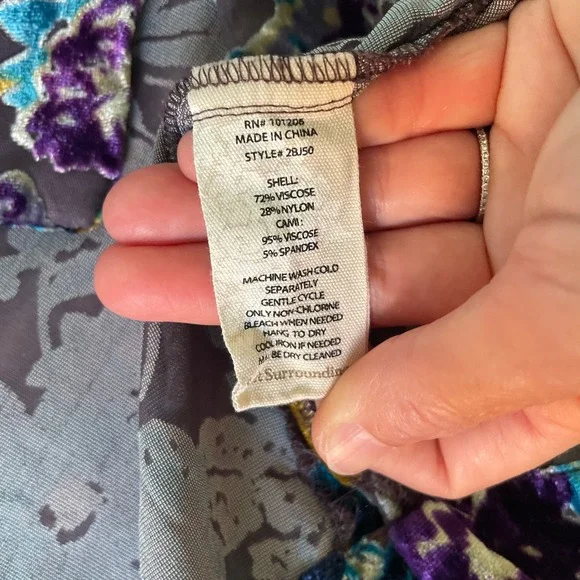 RN# 101206
MADE IN CHINA
STYLE# 2BJ50
SHELL:
72% VISCOSE
28% NYLON
CAMI:
95% VISCOSE
5% SPANDEX
MACHINE WASH COLD
SEPARATELY
GENTLE CYCLE
ONLY NON-CHLORINE
BLEACH WHEN NEEDED
HANG TO DRY
COOL IRON IF NEEDED
BE DRY CLEANED